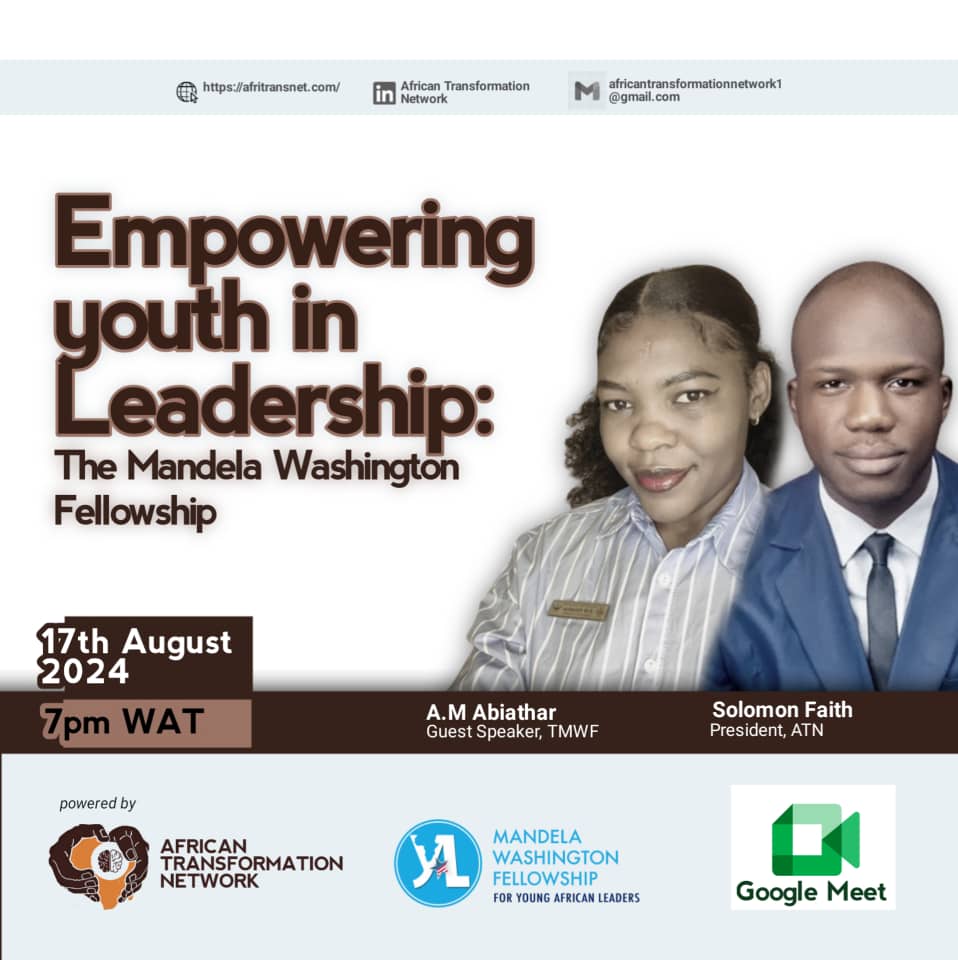 https://afritransnet.com/
African Transformation
Network
africantransformationnetwork1
@gmail.com
Empowering
youth in
Leadership:
The Mandela Washington
Fellowship
17th August
2024
7pm WAT
A.M Abiathar
Guest Speaker, TMWF
Solomon Faith
President, ATN
powered by
AFRICAN
TRANSFORMATION
NETWORK
YAL
MANDELA
WASHINGTON
FELLOWSHIP
FOR YOUNG AFRICAN LEADERS
Google Meet